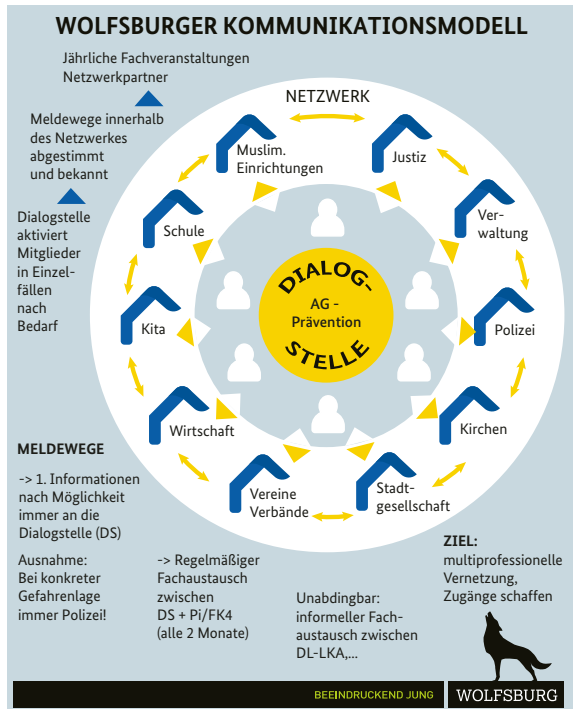 WOLFSBURGER KOMMUNIKATIONSMODELL
Jährliche Fachveranstaltungen
Netzwerkpartner
Meldewege innerhalb
des Netzwerkes
abgestimmt
und bekannt
Dialogstelle
aktiviert
Mitglieder
in Einzel-
fällen
nach
Bedarf
NETZWERK
Muslim.
Einrichtungen
Justiz
Schule
Ver-
waltung
Kita
Polizei
Wirtschaft
Kirchen
Vereine
Verbände
Stadt-
gesellschaft
DIALOG-
AG -
Prävention
STELLE
MELDEWEGE
-> 1. Informationen
nach Möglichkeit
immer an die
Dialogstelle (DS)
Ausnahme:
Bei konkreter
Gefahrenlage
immer Polizei!
-> Regelmäßiger
Fachaustausch
zwischen
DS + Pi/FK4
(alle 2 Monate)
Unabdingbar:
informeller Fach-
austausch zwischen
DL-LKA,...
ZIEL:
multiprofessionelle
Vernetzung,
Zugänge schaffen
BEEINDRUCKEND JUNG
WOLFSBURG